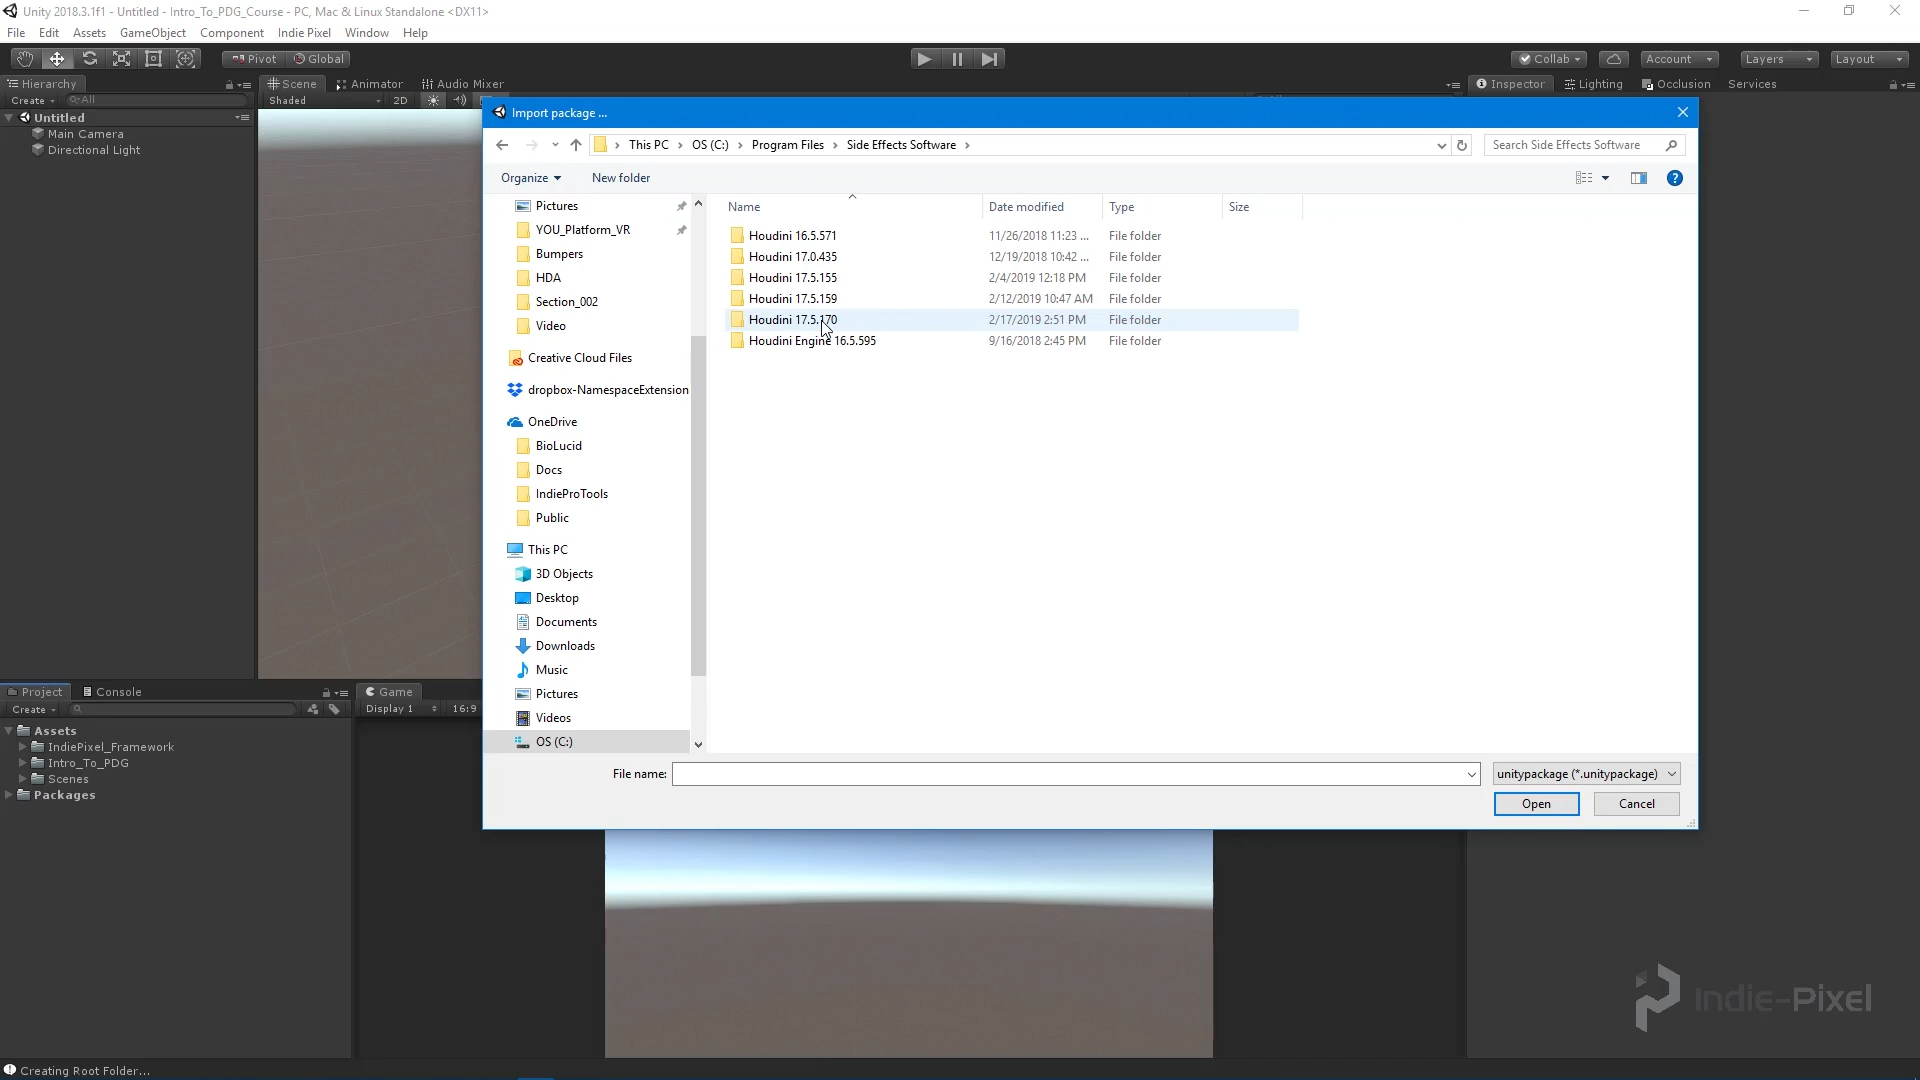 Unity 2018.3.1f1 - Untitled - Intro_To_PDG_Course - PC, Mac & Linux Standalone <DX11>
File Edit Assets GameObject Component Indie Pixel Window Help
Pivot Global Collab Account Layers Layout
Hierarchy Scene Animator Audio Mixer Inspector Lighting Occlusion Services
Create All Shaded 2D
Untitled
Main Camera
Directional Light
Import package ...
This PC OS (C:) Program Files Side Effects Software Search Side Effects Software
Organize New folder
Name Date modified Type Size
Houdini 16.5.571 11/26/2018 11:23 ... File folder
Houdini 17.0.435 12/19/2018 10:42 ... File folder
Houdini 17.5.155 2/4/2019 12:18 PM File folder
Houdini 17.5.159 2/12/2019 10:47 AM File folder
Houdini 17.5.170 2/17/2019 2:51 PM File folder
Houdini Engine 16.5.595 9/16/2018 2:45 PM File folder
Pictures
YOU_Platform_VR
Bumpers
HDA
Section_002
Video
Creative Cloud Files
dropbox-NamespaceExtension
OneDrive
BioLucid
Docs
IndieProTools
Public
This PC
3D Objects
Desktop
Documents
Downloads
Music
Pictures
Videos
OS (C:)
File name: unitypackage (*.unitypackage)
Open Cancel
Project Console Game
Create Display 1 16:9
Assets
IndiePixel_Framework
Intro_To_PDG
Scenes
Packages
Indie-Pixel
Creating Root Folder...